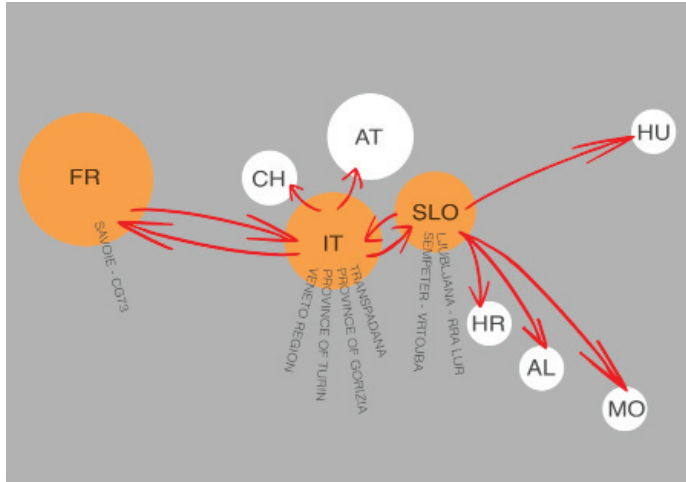 FR
SAVOIE - CG73
CH
AT
IT
TRANSPADANA
PROVINCE OF GORIZIA
PROVINCE OF TURIN
VENETO REGION
SLO
LJUBLJANA - RRA LUR
SEMPETER - VRTOJBA
HU
HR
AL
MO